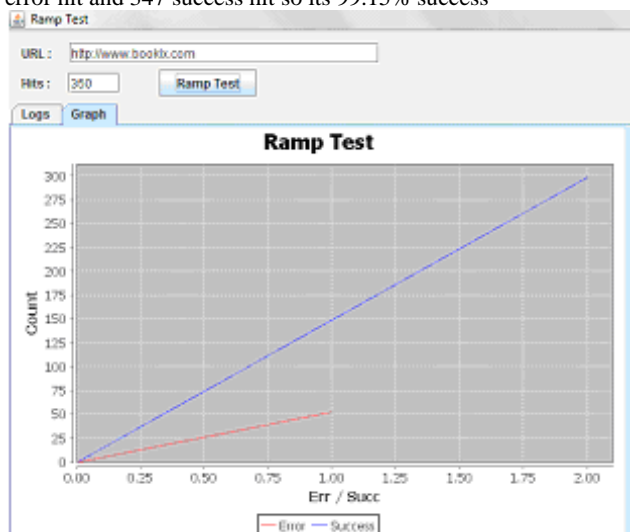 error hit and 347 success hit so its 99.15% success
Ramp Test
URL : http://www.booklx.com
Hits : 350 Ramp Test
Logs Graph
Ramp Test
300
275
250
225
200
175
150
125
100
75
50
25
0
Count
0.00 0.25 0.50 0.75 1.00 1.25 1.50 1.75 2.00
Err / Succ
Error Success